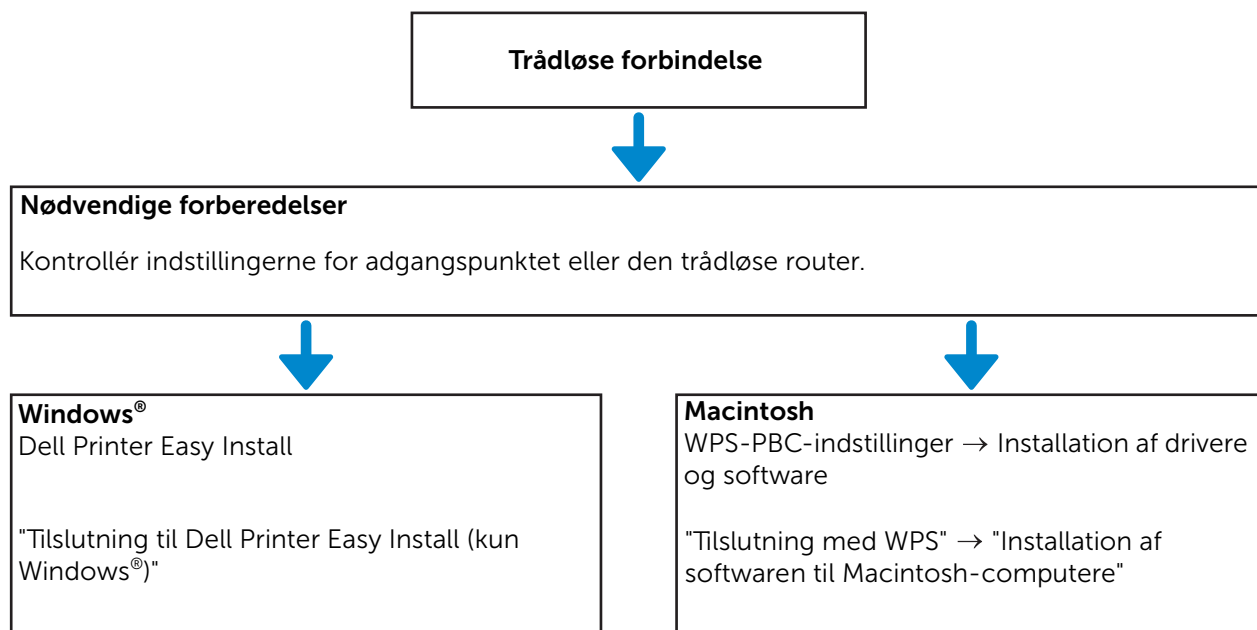 Trådløse forbindelse
Nødvendige forberedelser
Kontrollér indstillingerne for adgangspunktet eller den trådløse router.
Windows®
Dell Printer Easy Install
"Tilslutning til Dell Printer Easy Install (kun
Windows®)"
Macintosh
WPS-PBC-indstillinger → Installation af drivere
og software
"Tilslutning med WPS" → "Installation af
softwaren til Macintosh-computere"